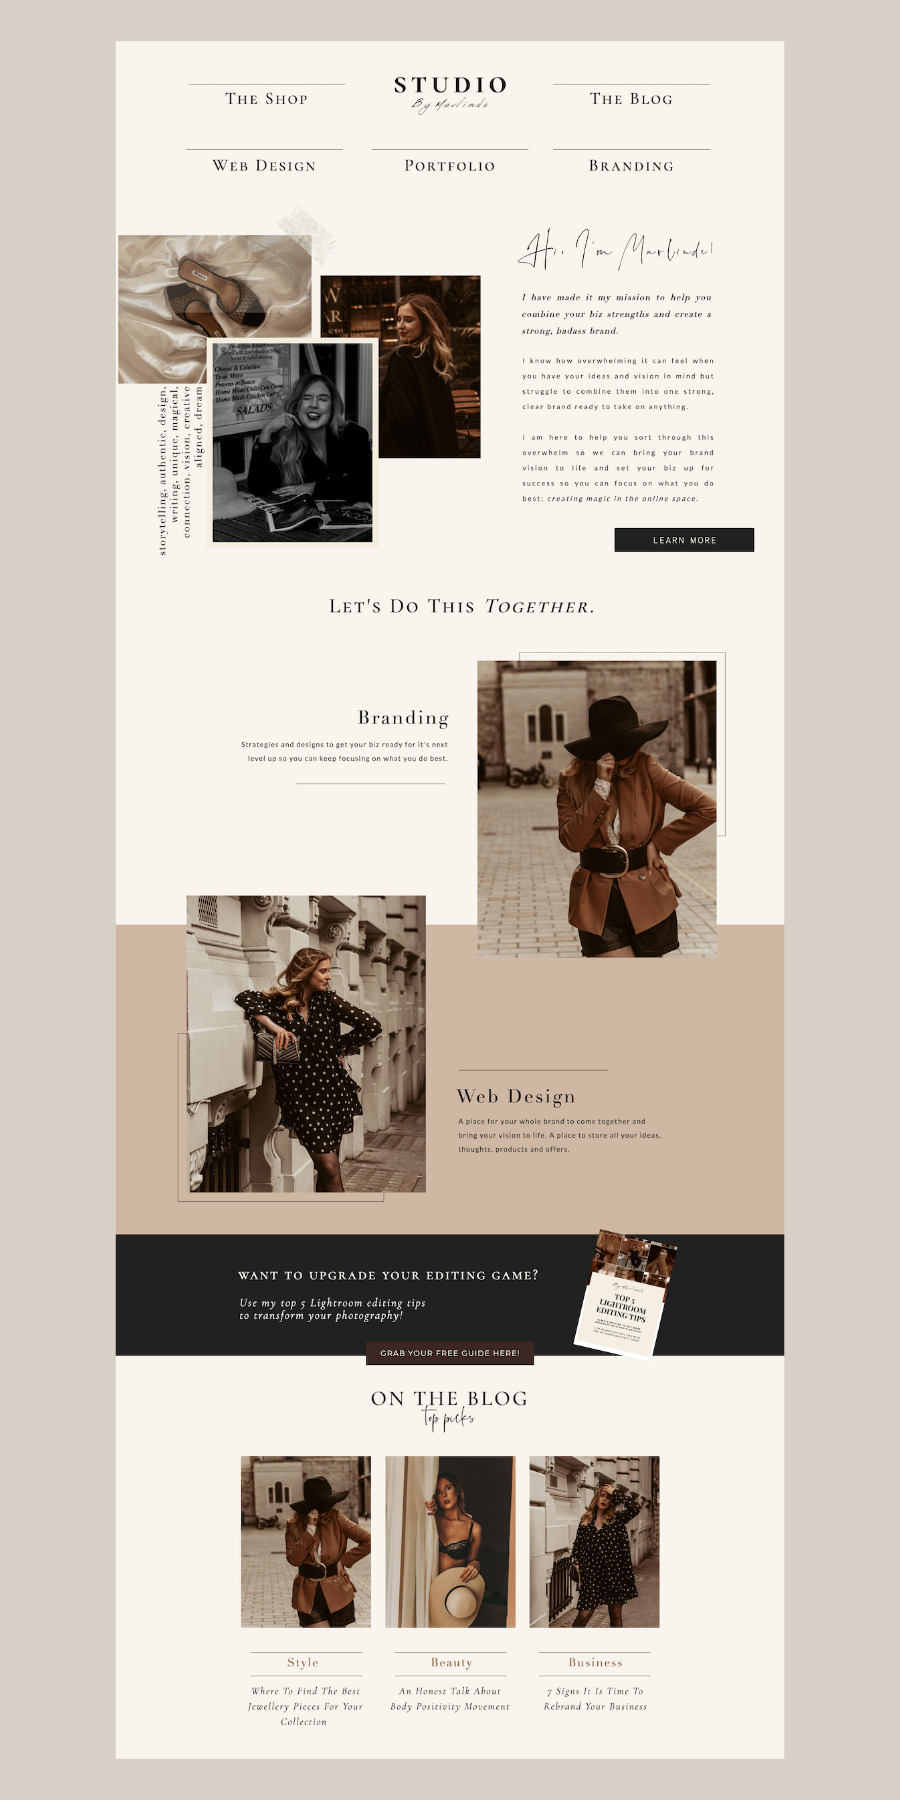 STUDIO
By Marlinde
The Shop
The Blog
Web Design
Portfolio
Branding
storytelling, authentic, design,
writing, unique, magical,
connection, vision, creative
aligned, dream
Cheese & Coleslaw
Tuna Mayo
Prawns in Sauce
SALADS
Hi, I'm Marlinde!
I have made it my mission to help you
combine your biz strengths and create a
strong, badass brand.
I know how overwhelming it can feel when
you have your ideas and vision in mind but
struggle to combine them into one strong,
clear brand ready to take on anything.
I am here to help you sort through this
overwhelm so we can bring your brand
vision to life and set your biz up for
success so you can focus on what you do
best; creating magic in the online space.
LEARN MORE
Let's Do This Together.
Branding
Strategies and designs to get your biz ready for it's next
level up so you can keep focusing on what you do best.
Web Design
A place for your whole brand to come together and
bring your vision to life. A place to store all your ideas,
thoughts, products and offers.
WANT TO UPGRADE YOUR EDITING GAME?
Use my top 5 Lightroom editing tips
to transform your photography!
By Marlinde
TOP 5
LIGHTROOM
EDITING TIPS
GRAB YOUR FREE GUIDE HERE!
ON THE BLOG
top picks
Style
Where To Find The Best
Jewellery Pieces For Your
Collection
Beauty
An Honest Talk About
Body Positivity Movement
Business
7 Signs It Is Time To
Rebrand Your Business